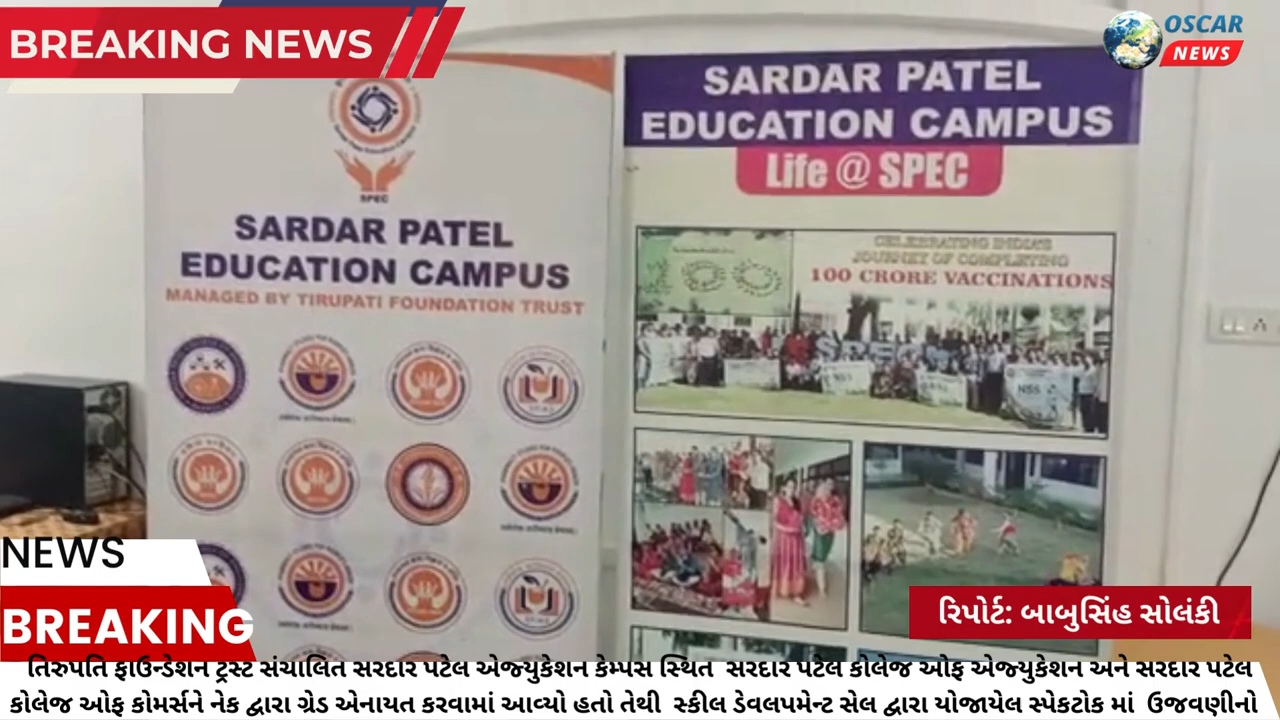 BREAKING NEWS
OSCAR
NEWS
SPEC
SARDAR PATEL
EDUCATION CAMPUS
MANAGED BY TIRUPATI FOUNDATION TRUST
SARDAR PATEL
EDUCATION CAMPUS
Life @ SPEC
CELEBRATING INDIA'S
JOURNEY OF COMPLETING
100 CRORE VACCINATIONS
NSS
NEWS
BREAKING
રિપોર્ટ: બાબુસિંહ સોલંકી
તિરુપતિ ફાઉન્ડેશન ટ્રસ્ટ સંચાલિત સરદાર પટેલ એજ્યુકેશન કેમ્પસ સ્થિત સરદાર પટેલ કોલેજ ઓફ એજ્યુકેશન અને સરદાર પટેલ
કોલેજ ઓફ કોમર્સને નેક દ્વારા ગ્રેડ એનાયત કરવામાં આવ્યો હતો તેથી સ્કીલ ડેવલપમેન્ટ સેલ દ્વારા યોજાયેલ સ્પેકટોક માં ઉજવણીનો